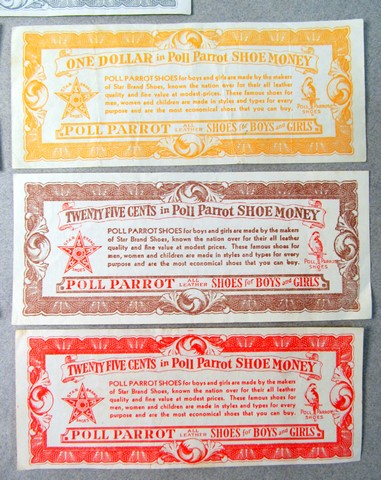 ONE DOLLAR in Poll Parrot SHOE MONEY
POLL PARROT SHOES for boys and girls are made by the makers
of Star Brand Shoes, known the nation over for their all leather
quality and fine value at modest prices. These famous shoes for
men, women and children are made in styles and types for every
purpose and are the most economical shoes that you can buy.
POLL PARROT
SHOES
POLL PARROT ALL LEATHER SHOES for BOYS and GIRLS
TWENTY FIVE CENTS in Poll Parrot SHOE MONEY
POLL PARROT SHOES for boys and girls are made by the makers
of Star Brand Shoes, known the nation over for their all leather
quality and fine value at modest prices. These famous shoes for
men, women and children are made in styles and types for every
purpose and are the most economical shoes that you can buy.
POLL PARROT
SHOES
POLL PARROT ALL LEATHER SHOES for BOYS and GIRLS
TWENTY FIVE CENTS in Poll Parrot SHOE MONEY
POLL PARROT SHOES for boys and girls are made by the makers
of Star Brand Shoes, known the nation over for their all leather
quality and fine value at modest prices. These famous shoes for
men, women and children are made in styles and types for every
purpose and are the most economical shoes that you can buy.
POLL PARROT
SHOES
POLL PARROT ALL LEATHER SHOES for BOYS and GIRLS